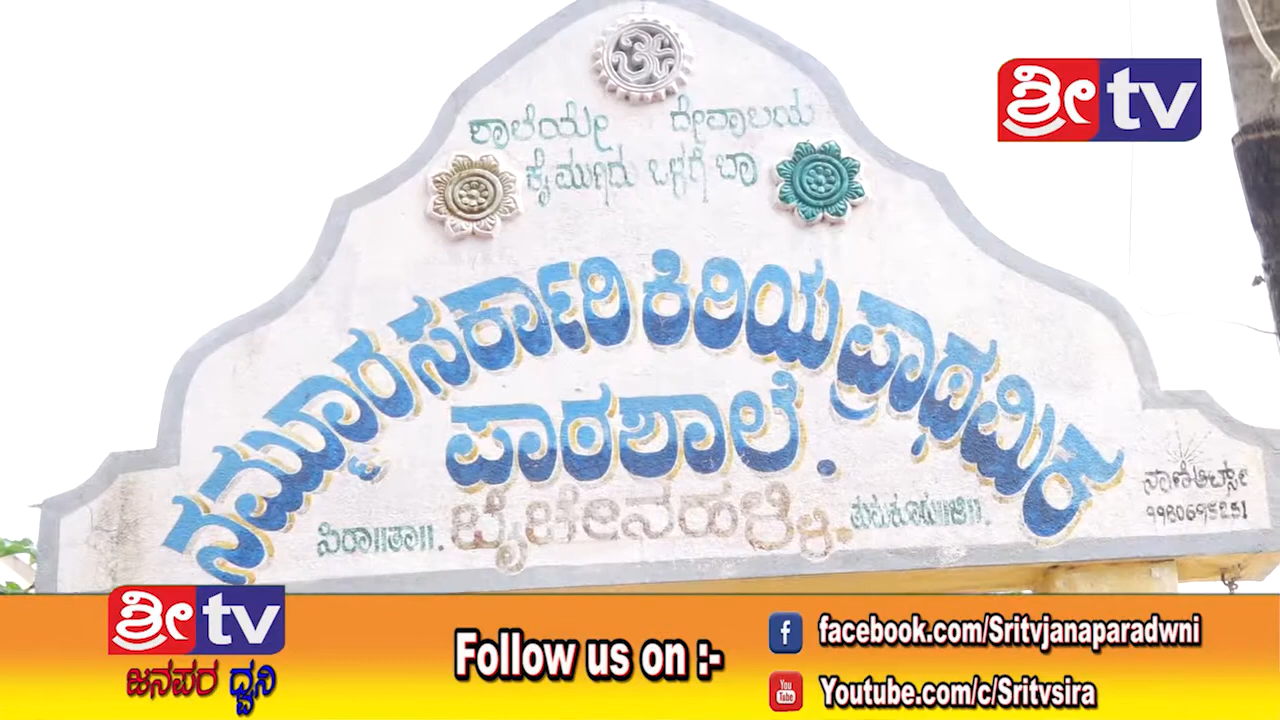 ಶಾಲೆಯೇ ದೇವಾಲಯ
ಶ್ರೀ tv
ಕೈ ಮುಗಿದು ಒಳಗೆ ಬಾ
ನಮ್ಮೂರ ಸರ್ಕಾರಿ ಕಿರಿಯ ಪ್ರಾಥಮಿಕ
ಪಾಠಶಾಲೆ.
ಸಿರಾ||ತಾ||. ಬೈಚೇನಹಳ್ಳಿ.
9980695251
ಶ್ರೀ tv
ಜನಪರ ಧ್ವನಿ
Follow us on :-
facebook.com/Sritvjanaparadwni
Youtube.com/c/Sritvsira